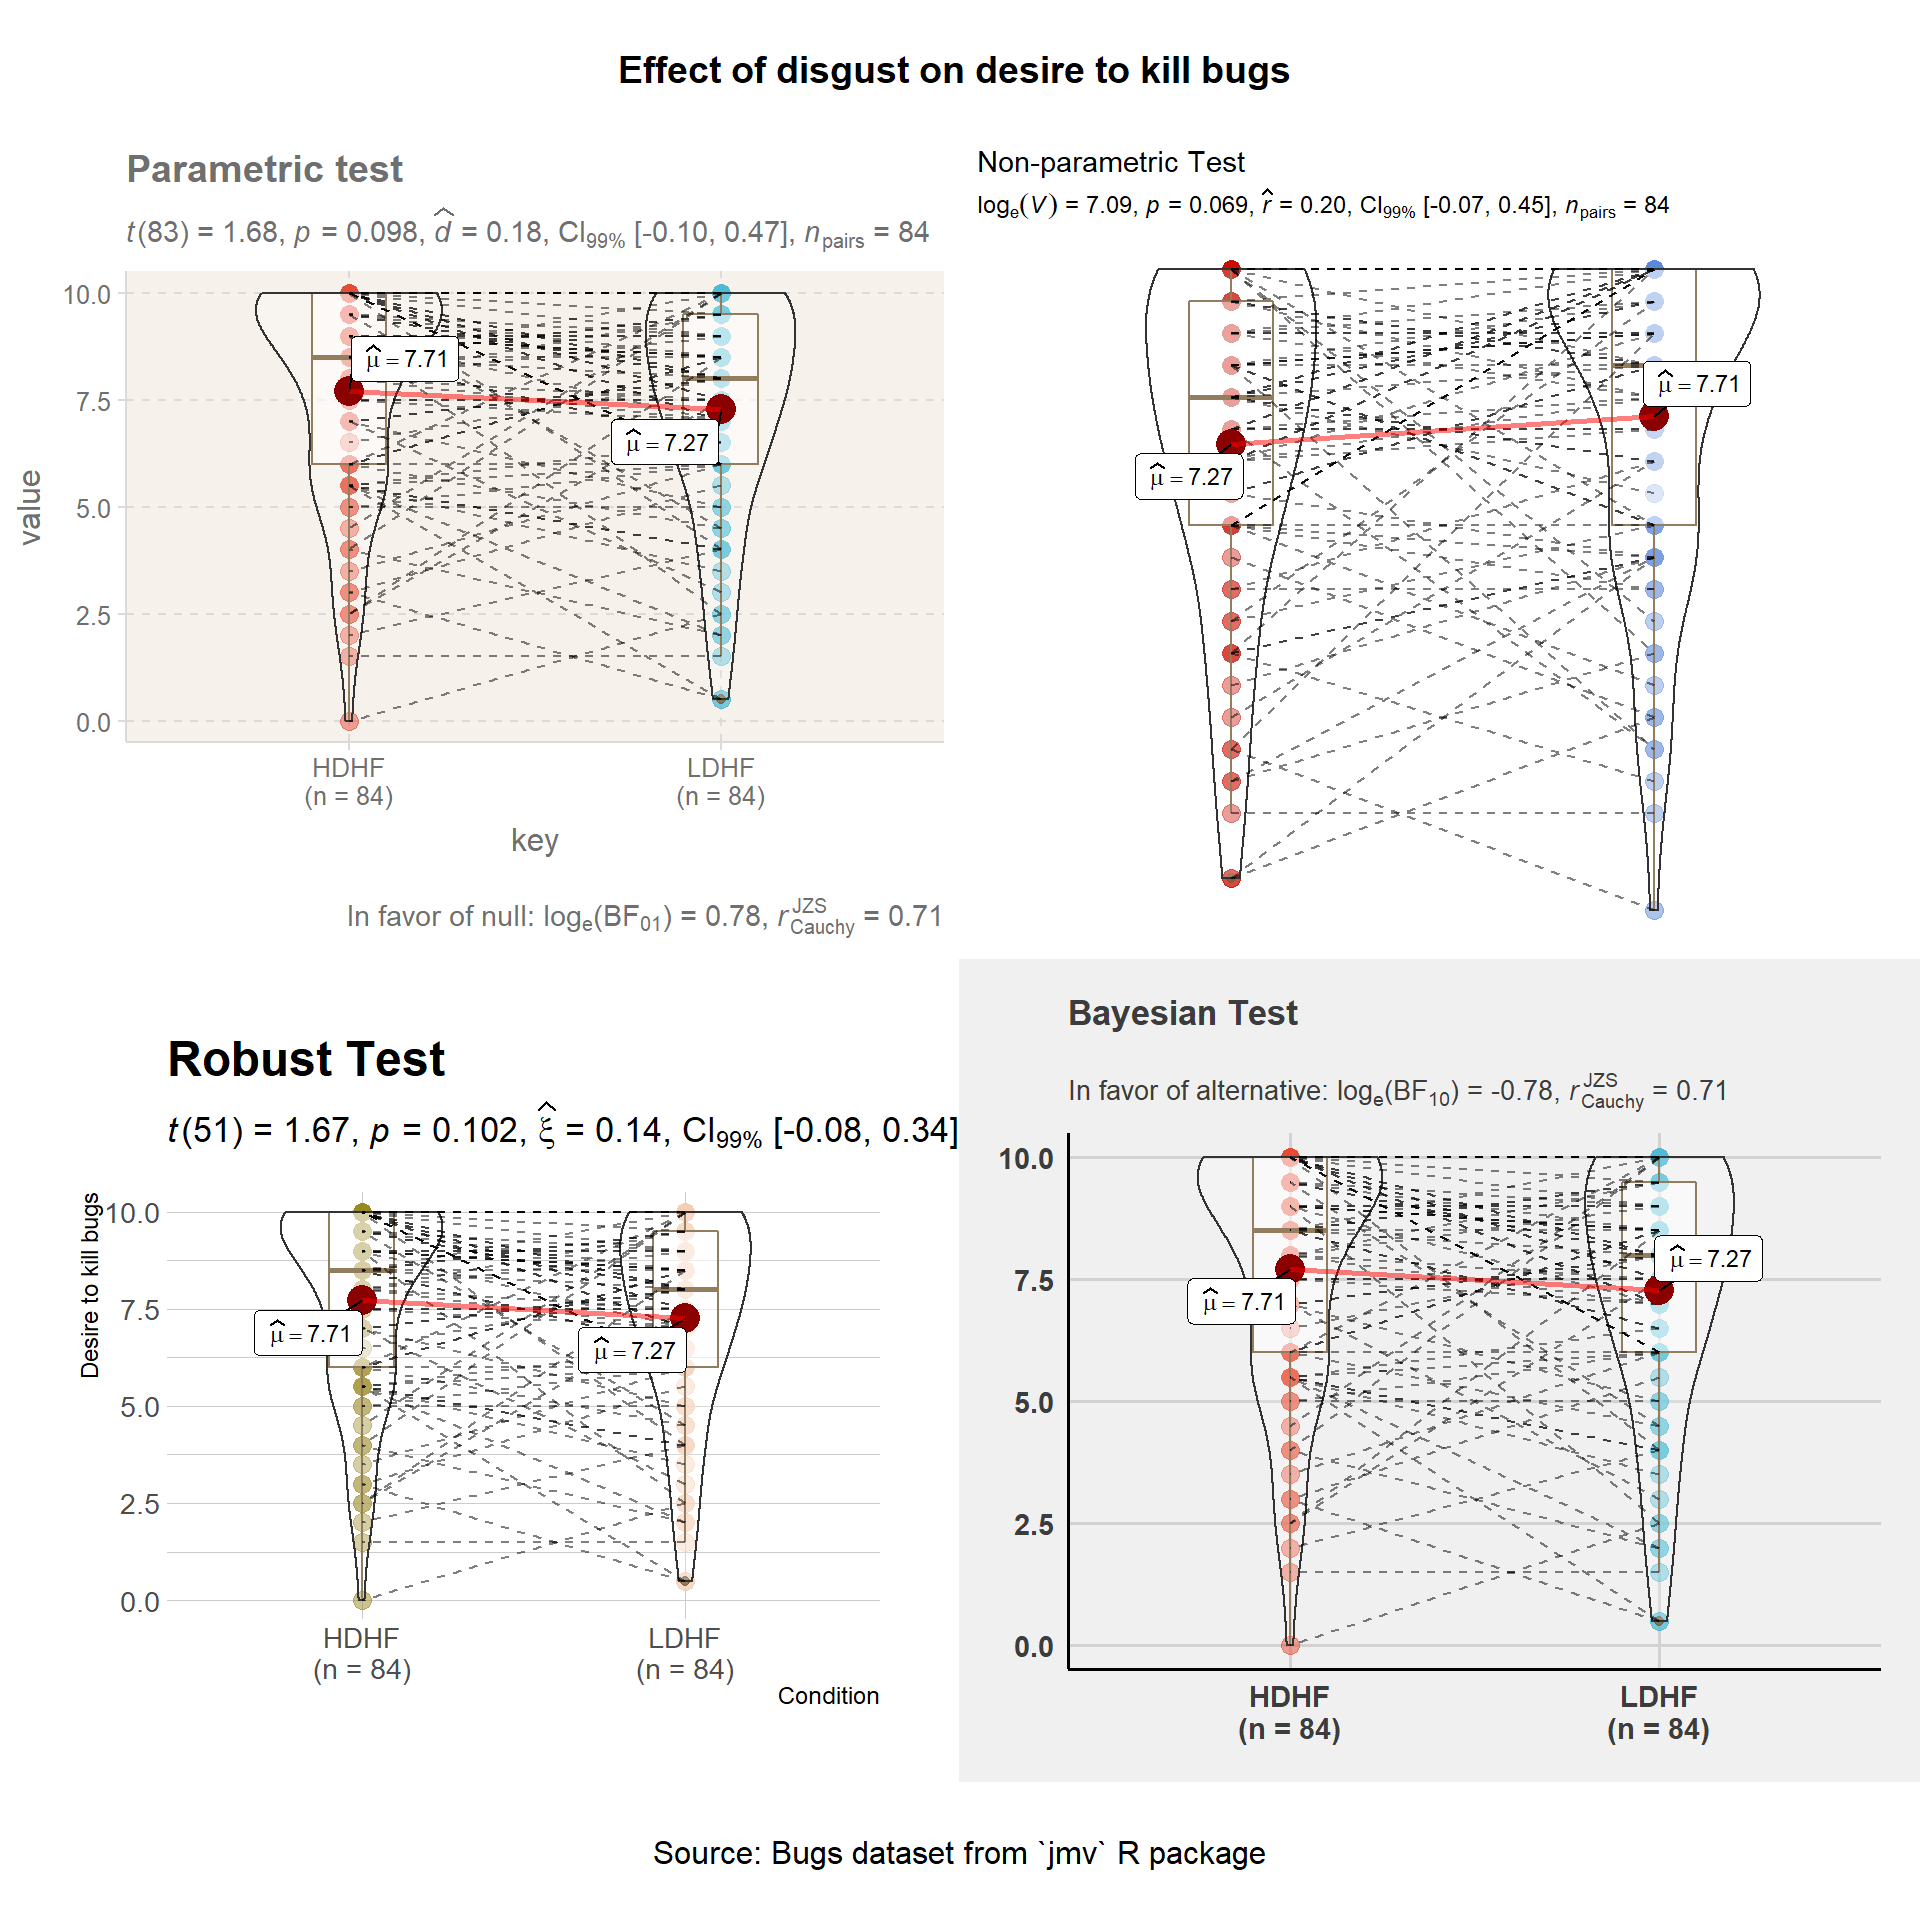 Effect of disgust on desire to kill bugs
Parametric test
t(83) = 1.68, p = 0.098, d̂ = 0.18, CI99% [-0.10, 0.47], npairs = 84
value
10.0
7.5
5.0
2.5
0.0
μ̂ = 7.71
μ̂ = 7.27
HDHF
(n = 84)
LDHF
(n = 84)
key
In favor of null: loge(BF01) = 0.78, rJZSCauchy = 0.71
Non-parametric Test
loge(V) = 7.09, p = 0.069, r̂ = 0.20, CI99% [-0.07, 0.45], npairs = 84
μ̂ = 7.27
μ̂ = 7.71
Robust Test
t(51) = 1.67, p = 0.102, ξ̂ = 0.14, CI99% [-0.08, 0.34]
Desire to kill bugs
10.0
7.5
5.0
2.5
0.0
μ̂ = 7.71
μ̂ = 7.27
HDHF
(n = 84)
LDHF
(n = 84)
Condition
Bayesian Test
In favor of alternative: loge(BF10) = -0.78, rJZSCauchy = 0.71
10.0
7.5
5.0
2.5
0.0
μ̂ = 7.71
μ̂ = 7.27
HDHF
(n = 84)
LDHF
(n = 84)
Source: Bugs dataset from `jmv` R package